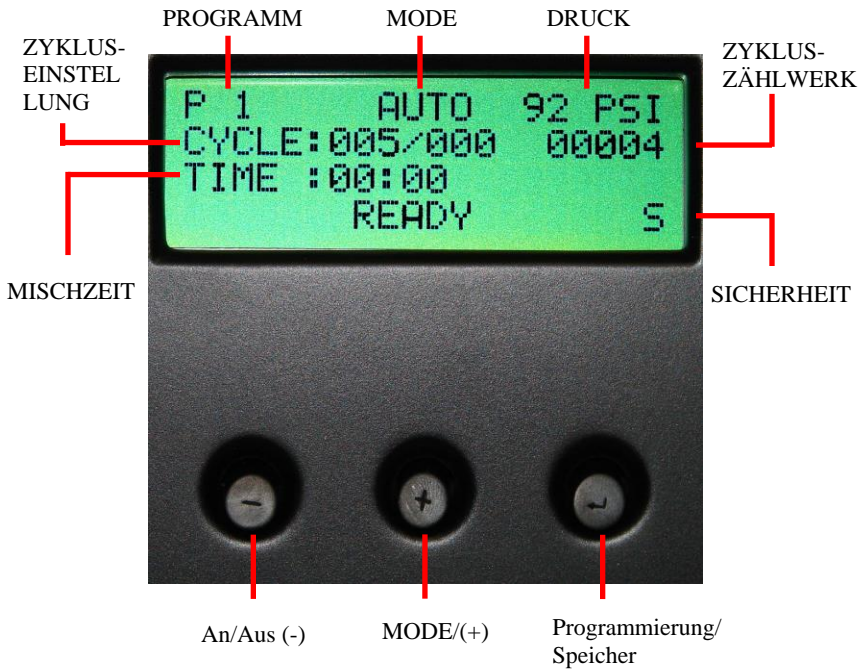 PROGRAMM MODE DRUCK
ZYKLUS-
EINSTEL
LUNG
ZYKLUS-
ZÄHLWERK
P 1 AUTO 92 PSI
CYCLE:005/000 00004
TIME :00:00
READY S
MISCHZEIT
SICHERHEIT
-
+
↵
An/Aus (-)
MODE/(+)
Programmierung/
Speicher